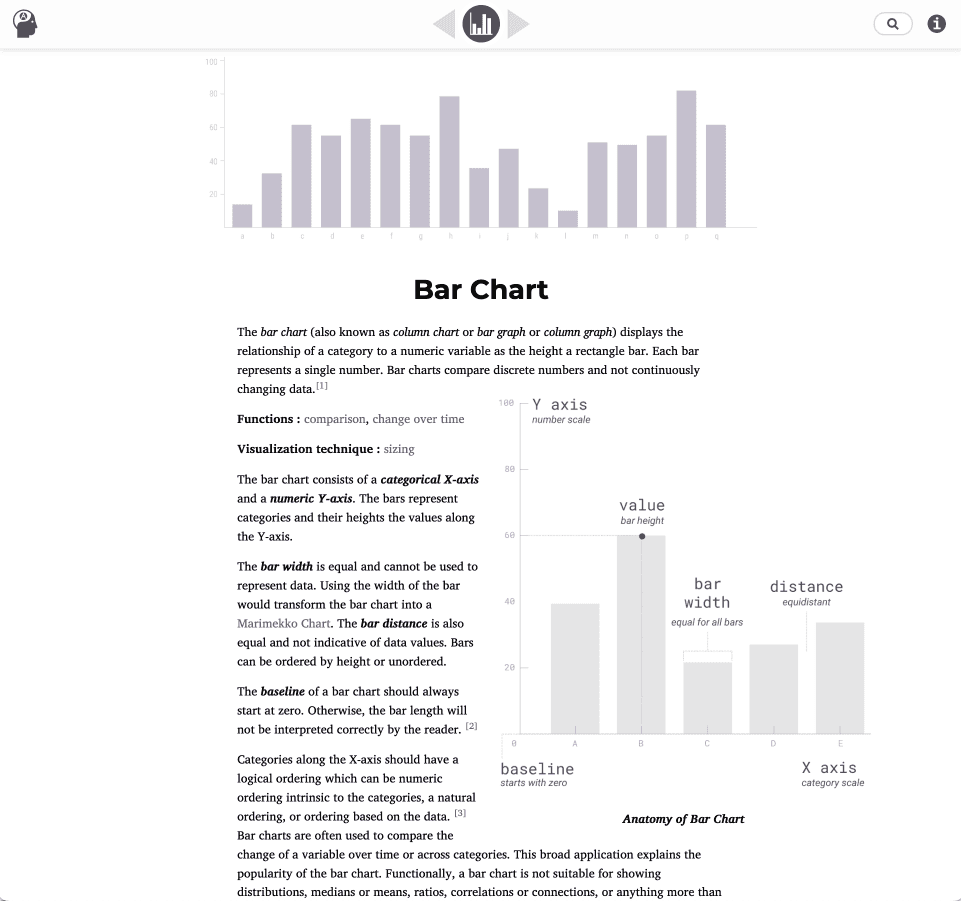 100
80
60
40
20
a b c d e f g h i j k l m n o p q
Bar Chart
The bar chart (also known as column chart or bar graph or column graph) displays the
relationship of a category to a numeric variable as the height a rectangle bar. Each bar
represents a single number. Bar charts compare discrete numbers and not continuously
changing data.[1]
Functions : comparison, change over time
Visualization technique : sizing
The bar chart consists of a categorical X-axis
and a numeric Y-axis. The bars represent
categories and their heights the values along
the Y-axis.
The bar width is equal and cannot be used to
represent data. Using the width of the bar
would transform the bar chart into a
Marimekko Chart. The bar distance is also
equal and not indicative of data values. Bars
can be ordered by height or unordered.
The baseline of a bar chart should always
start at zero. Otherwise, the bar length will
not be interpreted correctly by the reader. [2]
Categories along the X-axis should have a
logical ordering which can be numeric
ordering intrinsic to the categories, a natural
ordering, or ordering based on the data. [3]
Bar charts are often used to compare the
change of a variable over time or across categories. This broad application explains the
popularity of the bar chart. Functionally, a bar chart is not suitable for showing
distributions, medians or means, ratios, correlations or connections, or anything more than
100
Y axis
number scale
80
value
bar height
60
bar
width
equal for all bars
distance
equidistant
40
20
0 A B C D E
baseline
starts with zero
X axis
category scale
Anatomy of Bar Chart